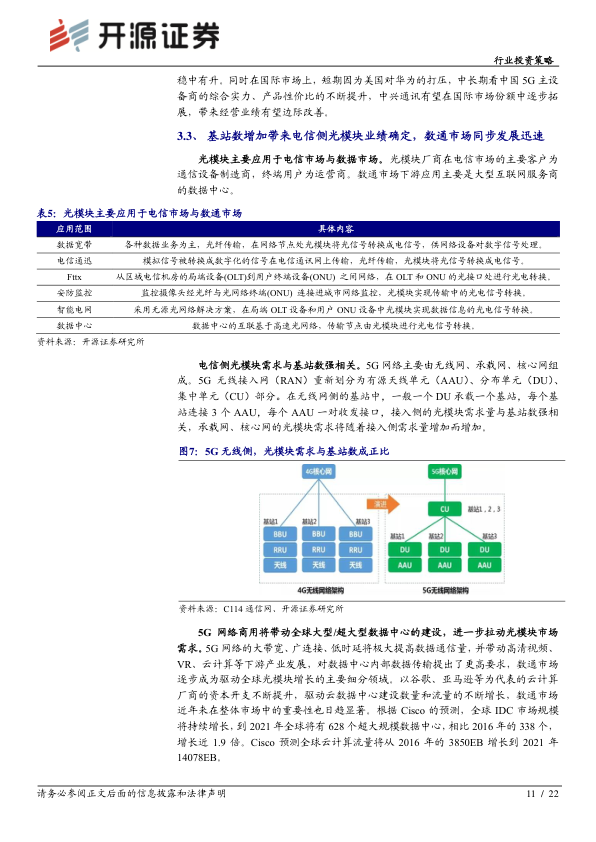 开源证券
行业投资策略
稳中有升。同时在国际市场上，短期因为美国对华为的打压，中长期看中国 5G 主设
备商的综合实力、产品性价比的不断提升，中兴通讯有望在国际市场份额中逐步拓
展，带来经营业绩有望边际改善。
3.3、 基站数增加带来电信侧光模块业绩确定，数通市场同步发展迅速
光模块主要应用于电信市场与数据市场。光模块厂商在电信市场的主要客户为
通信设备制造商，终端用户为运营商。数通市场下游应用主要是大型互联网服务商
的数据中心。
表5：光模块主要应用于电信市场与数通市场
应用范围 具体内容
数据宽带 各种数据业务为主，光纤传输，在网络节点处光模块将光信号转换成电信号，供网络设备对数字信号处理。
电信通迅 模拟信号被转换成数字化的信号在电信通讯网上传输，光纤传输，光模块将光信号转换成电信号。
Fttx 从区域电信机房的局端设备(OLT)到用户终端设备(ONU) 之间网络，在 OLT 和 ONU 的光接口处进行光电转换。
安防监控 监控摄像头经光纤与光网络终端(ONU) 连接进城市网络监控、光模块实现传输中的光电信号转换。
智能电网 采用无源光网络解决方案，在局端 OLT 设备和用户 ONU 设备中光模块实现数据信息的光电信号转换。
数据中心 数据中心的互联基于高速光网络，传输节点由光模块进行光电信号转换。
资料来源：开源证券研究所
电信侧光模块需求与基站数强相关。5G 网络主要由无线网、承载网、核心网组
成。5G 无线接入网（RAN）重新划分为有源天线单元（AAU）、分布单元（DU）、
集中单元（CU）部分。在无线网侧的基站中，一般一个 DU 承载一个基站，每个基
站连接 3 个 AAU，每个 AAU 一对收发接口，接入侧的光模块需求量与基站数强相
关，承载网、核心网的光模块需求将随着接入侧需求量增加而增加。
图7：5G 无线侧，光模块需求与基站数成正比
4G核心网 5G核心网
演进
CU 基站1，2，3
基站1 基站2 基站3 基站1 基站2 基站3
BBU BBU BBU
RRU RRU RRU DU DU DU
天线 天线 天线 AAU AAU AAU
4G无线网络架构 5G无线网络架构
资料来源：C114 通信网、开源证券研究所
5G 网络商用将带动全球大型/超大型数据中心的建设，进一步拉动光模块市场
需求。5G 网络的大带宽、广连接、低时延将极大提高数据通信量，并带动高清视频、
VR、云计算等下游产业发展，对数据中心内部数据传输提出了更高要求，数通市场
逐步成为驱动全球光模块增长的主要细分领域。以谷歌、亚马逊等为代表的云计算
厂商的资本开支不断提升，驱动云数据中心建设数量和流量的不断增长，数通市场
近年来在整体市场中的重要性也日趋显著。根据 Cisco 的预测，全球 IDC 市场规模
将持续增长，到 2021 年全球将有 628 个超大规模数据中心，相比 2016 年的 338 个，
增长近 1.9 倍。Cisco 预测全球云计算流量将从 2016 年的 3850EB 增长到 2021 年
14078EB。
请务必参阅正文后面的信息披露和法律声明 11 / 22